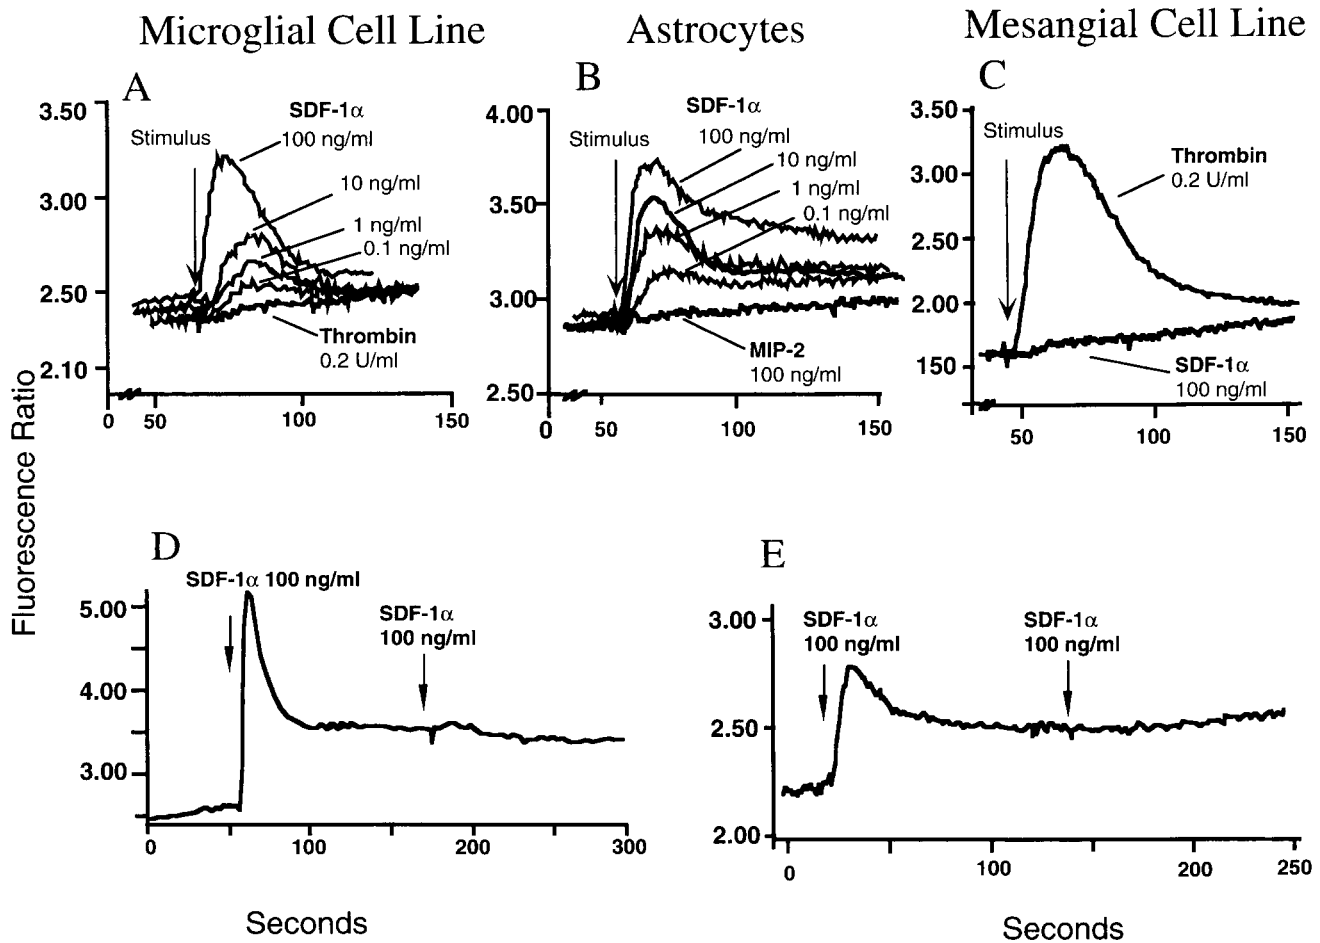 Microglial Cell Line
Astrocytes
Mesangial Cell Line
A
SDF-1α
100 ng/ml
Stimulus
10 ng/ml
1 ng/ml
0.1 ng/ml
Thrombin
0.2 U/ml
3.50
3.00
2.50
2.10
0
50
100
150
B
SDF-1α
100 ng/ml
Stimulus
10 ng/ml
1 ng/ml
0.1 ng/ml
MIP-2
100 ng/ml
4.00
3.50
3.00
2.50
0
50
100
150
C
Stimulus
Thrombin
0.2 U/ml
SDF-1α
100 ng/ml
3.50
3.00
2.50
2.00
150
50
100
150
Fluorescence Ratio
D
SDF-1α 100 ng/ml
SDF-1α
100 ng/ml
5.00
4.00
3.00
0
100
200
300
Seconds
E
SDF-1α
100 ng/ml
SDF-1α
100 ng/ml
3.00
2.50
2.00
0
100
200
250
Seconds